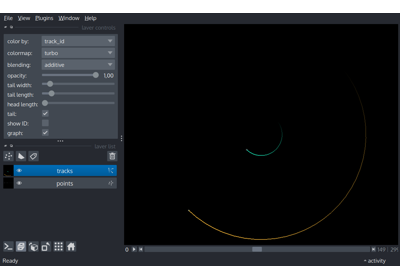 File View Plugins Window Help
layer controls
color by: track_id
colormap: turbo
blending: additive
opacity: 1,00
tail width:
tail length:
head length:
tail:
show ID:
graph:
layer list
tracks
points
0
Ready
activity